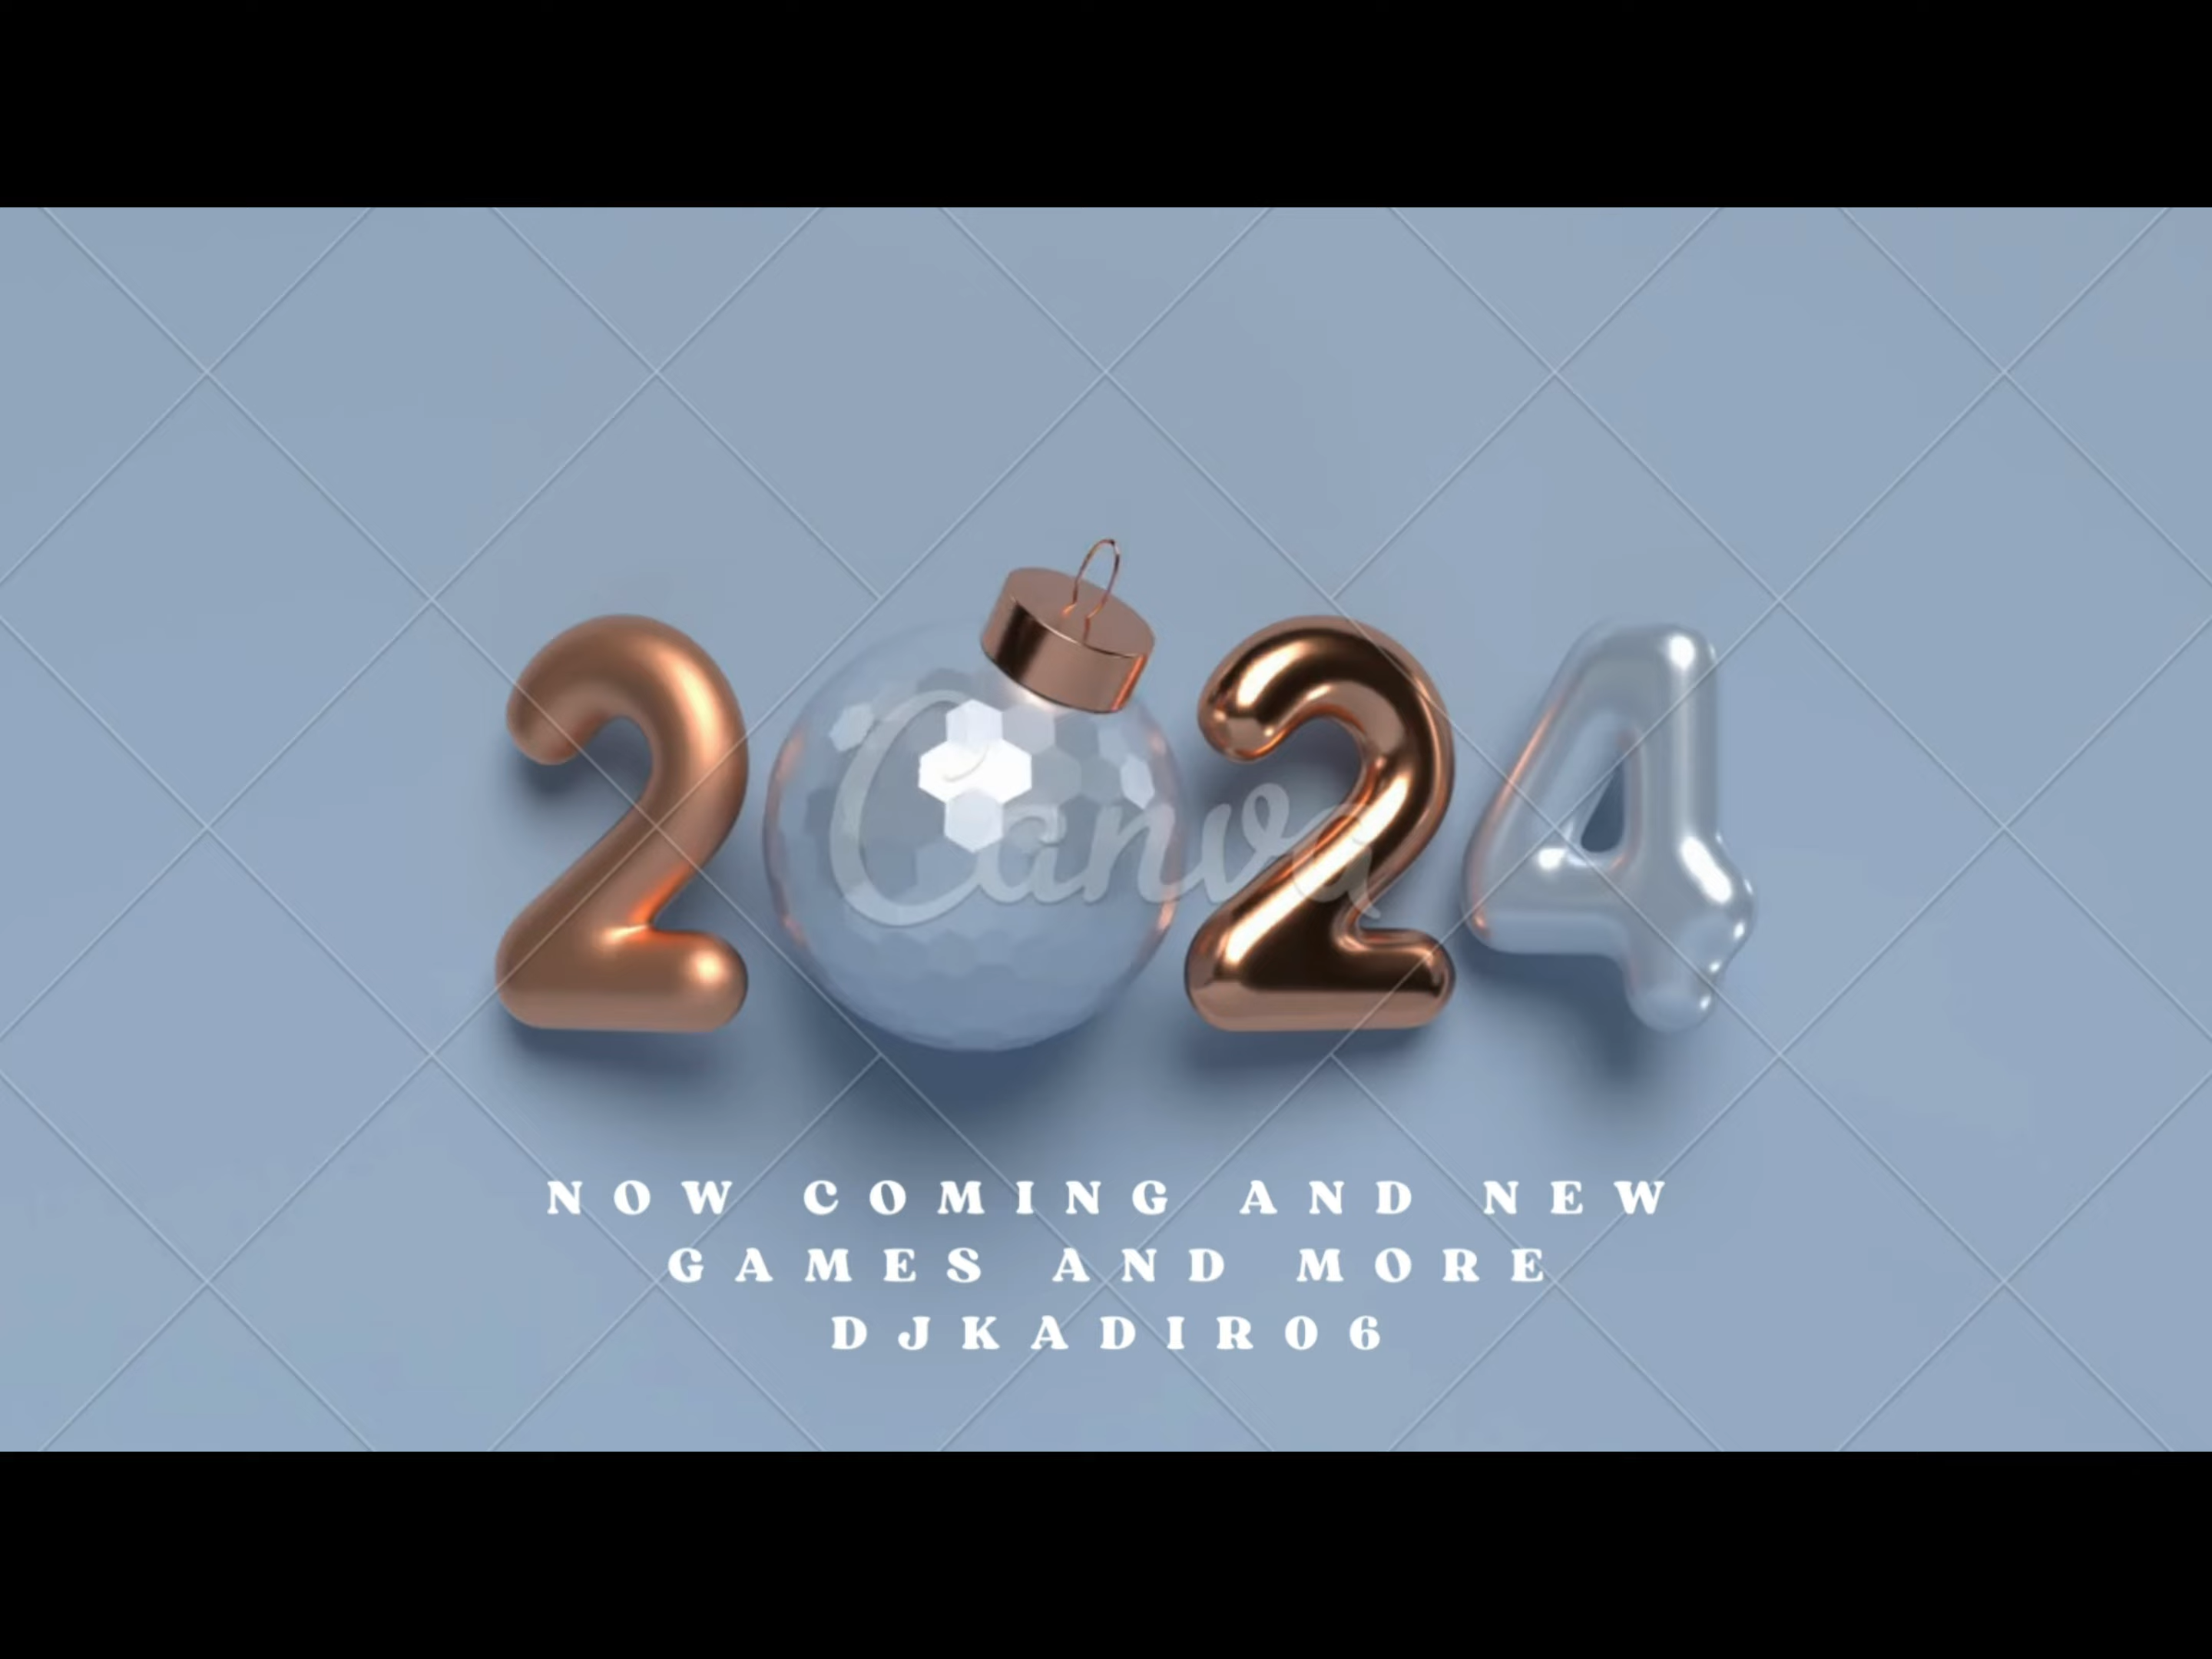 2024
Canva
NOW COMING AND NEW
GAMES AND MORE
DJKADIR06